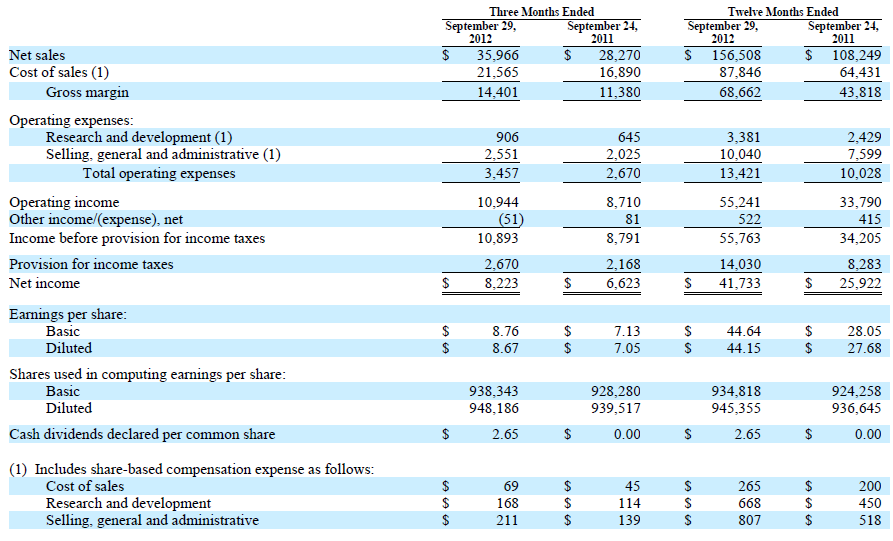 Three Months Ended Twelve Months Ended
September 29, September 24, September 29, September 24,
2012 2011 2012 2011
Net sales $ 35,966 $ 28,270 $ 156,508 $ 108,249
Cost of sales (1) 21,565 16,890 87,846 64,431
Gross margin 14,401 11,380 68,662 43,818
Operating expenses:
Research and development (1) 906 645 3,381 2,429
Selling, general and administrative (1) 2,551 2,025 10,040 7,599
Total operating expenses 3,457 2,670 13,421 10,028
Operating income 10,944 8,710 55,241 33,790
Other income/(expense), net (51) 81 522 415
Income before provision for income taxes 10,893 8,791 55,763 34,205
Provision for income taxes 2,670 2,168 14,030 8,283
Net income $ 8,223 $ 6,623 $ 41,733 $ 25,922
Earnings per share:
Basic $ 8.76 $ 7.13 $ 44.64 $ 28.05
Diluted $ 8.67 $ 7.05 $ 44.15 $ 27.68
Shares used in computing earnings per share:
Basic 938,343 928,280 934,818 924,258
Diluted 948,186 939,517 945,355 936,645
Cash dividends declared per common share $ 2.65 $ 0.00 $ 2.65 $ 0.00
(1) Includes share-based compensation expense as follows:
Cost of sales $ 69 $ 45 $ 265 $ 200
Research and development $ 168 $ 114 $ 668 $ 450
Selling, general and administrative $ 211 $ 139 $ 807 $ 518